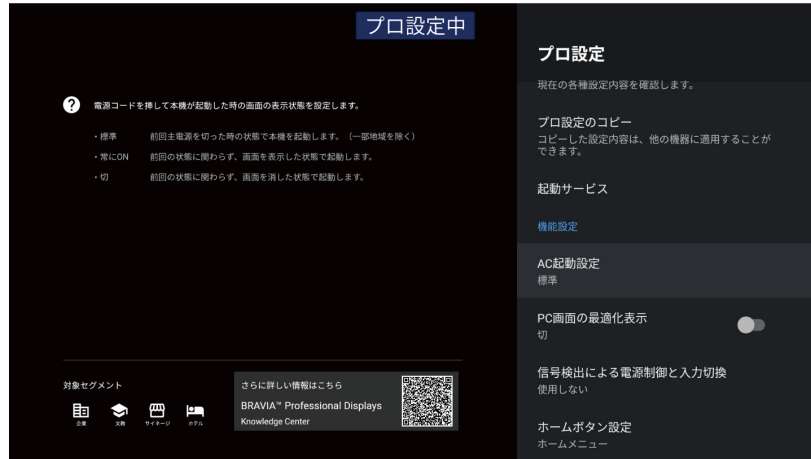 プロ設定中
? 電源コードを挿して本機が起動した時の画面の表示状態を設定します。
・標準 前回主電源を切った時の状態で本機を起動します。（一部地域を除く）
・常にON 前回の状態に関わらず、画面を表示した状態で起動します。
・切 前回の状態に関わらず、画面を消した状態で起動します。
対象セグメント
企業 文教 サイネージ ホテル
さらに詳しい情報はこちら
BRAVIA™ Professional Displays
Knowledge Center
プロ設定
現在の各種設定内容を確認します。
プロ設定のコピー
コピーした設定内容は、他の機器に適用することが
できます。
起動サービス
機能設定
AC起動設定
標準
PC画面の最適化表示
切
信号検出による電源制御と入力切換
使用しない
ホームボタン設定
ホームメニュー